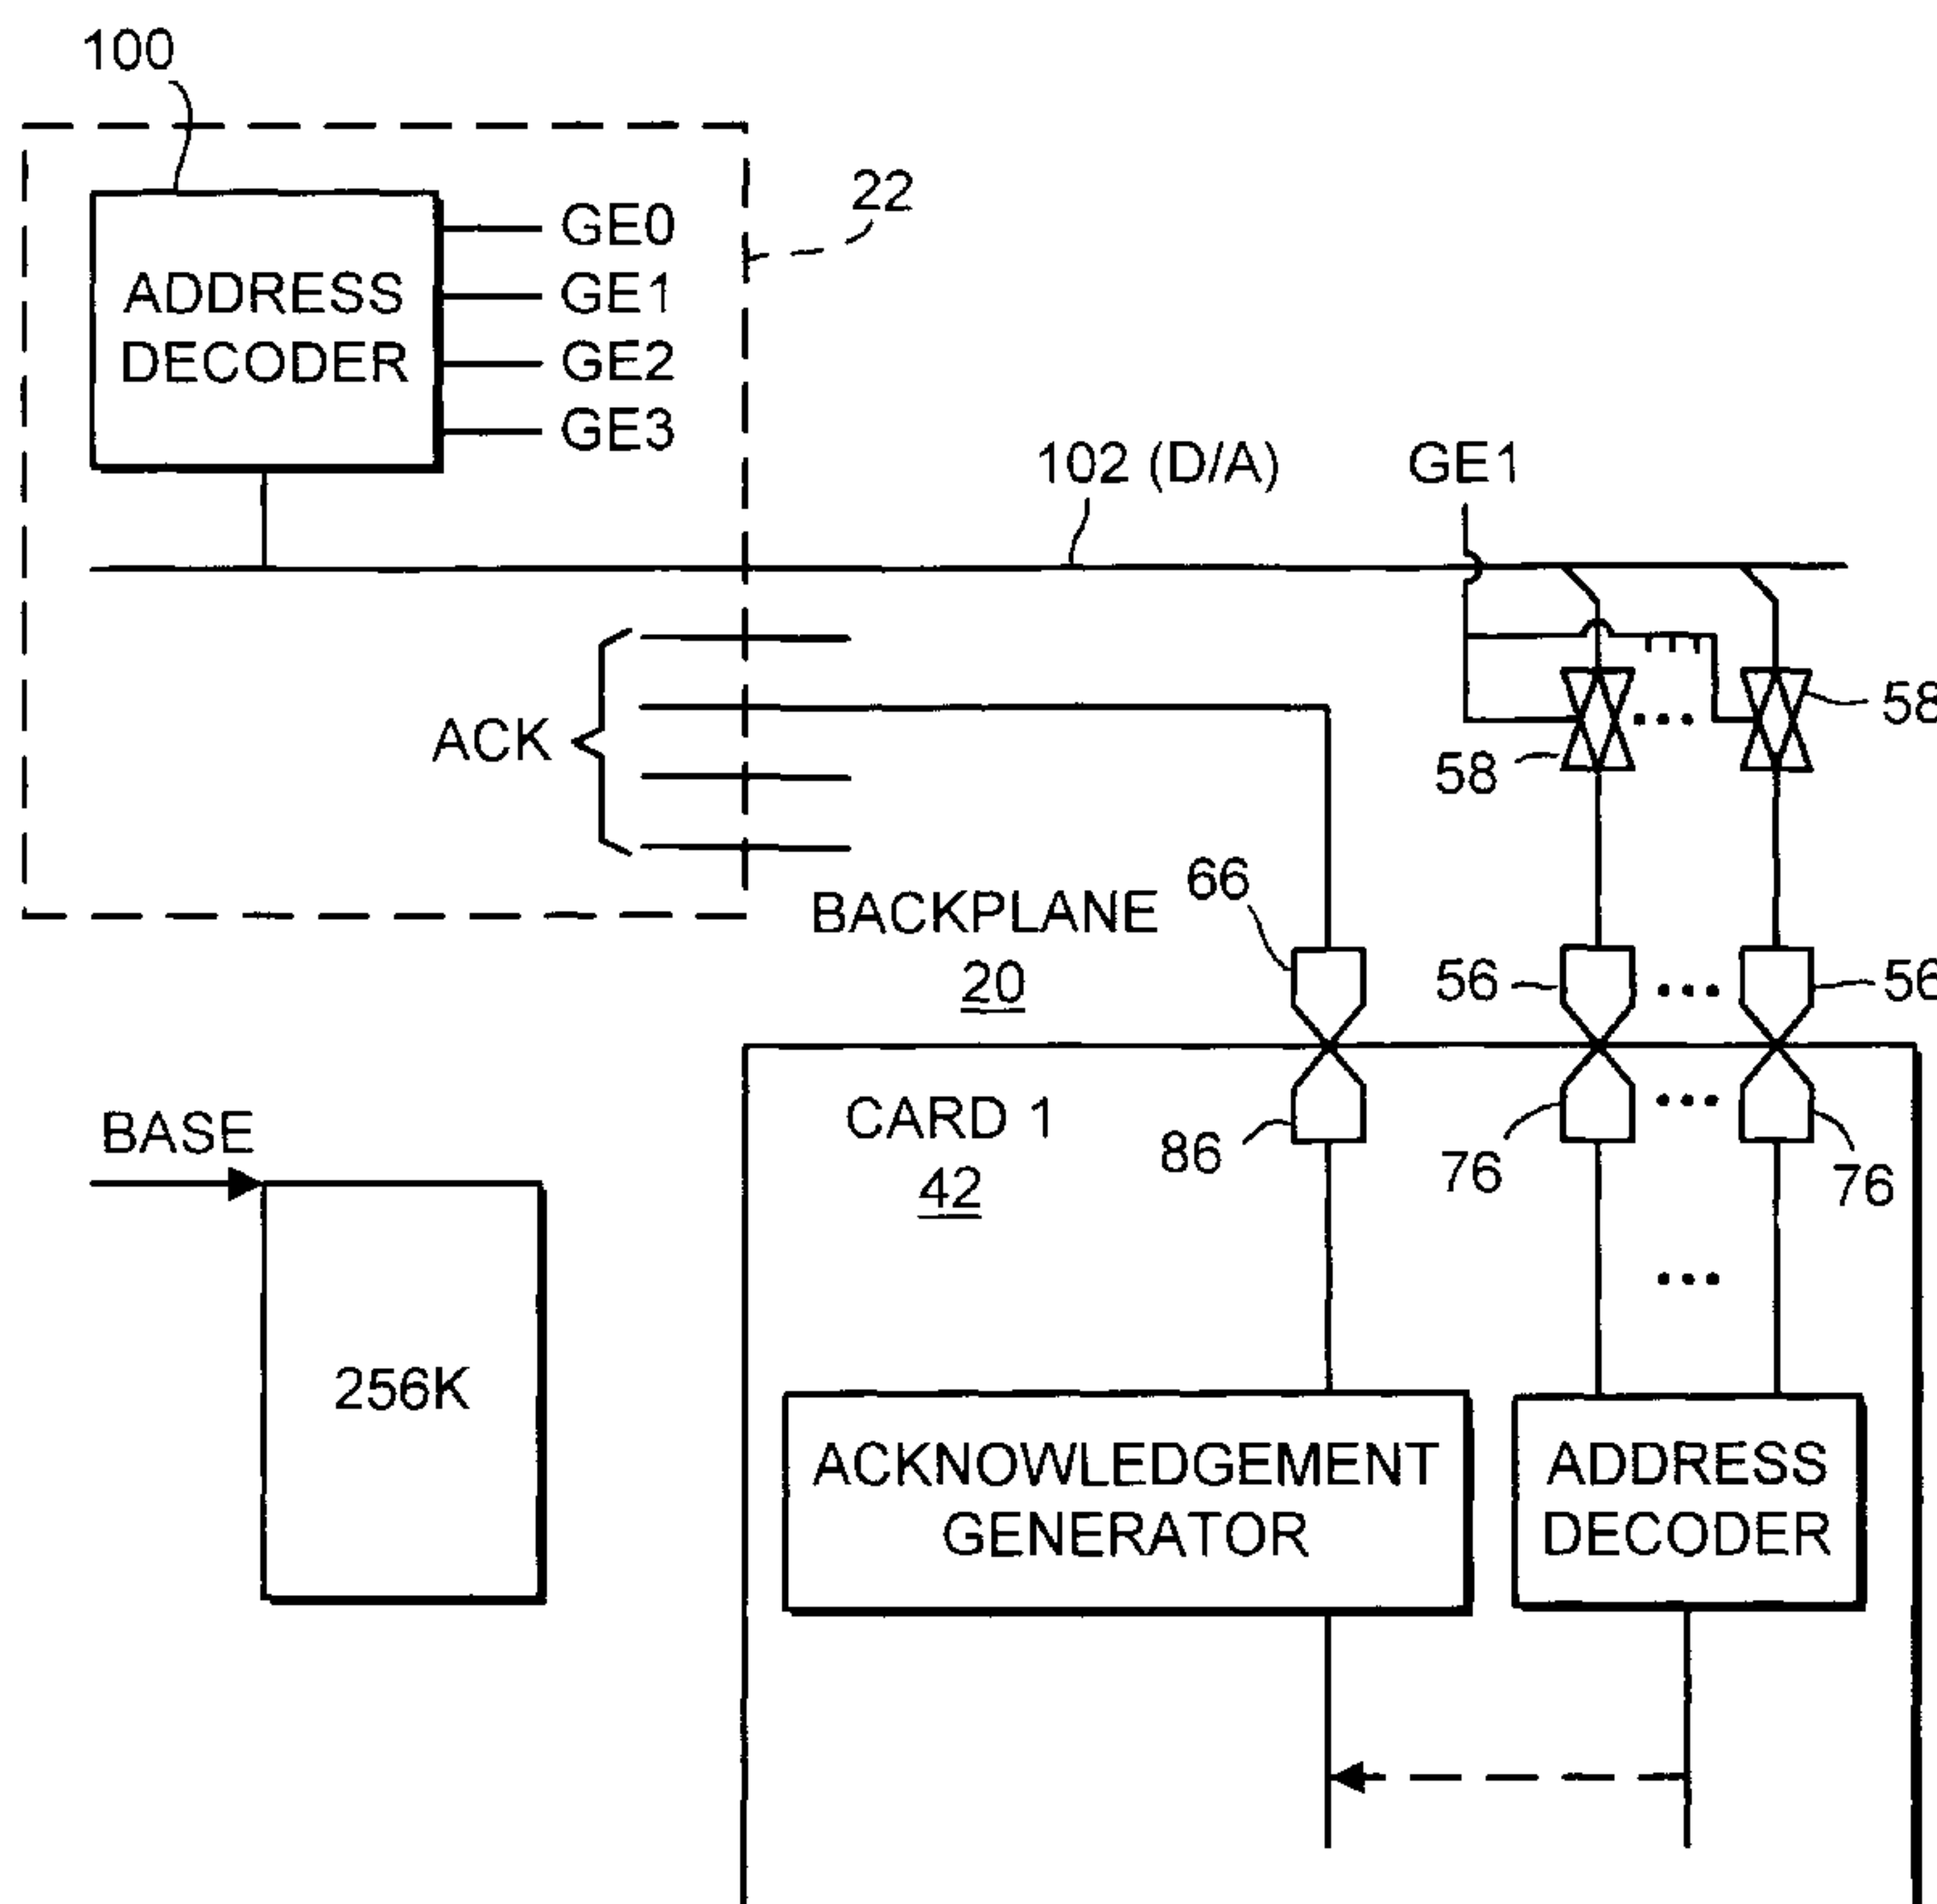 100
22
GE0
ADDRESS
DECODER
GE1
GE2
GE3
102 (D/A)
GE1
ACK
58
58
66
BACKPLANE
20
56
56
BASE
CARD 1
42
86
76
76
256K
ACKNOWLEDGEMENT
GENERATOR
ADDRESS
DECODER